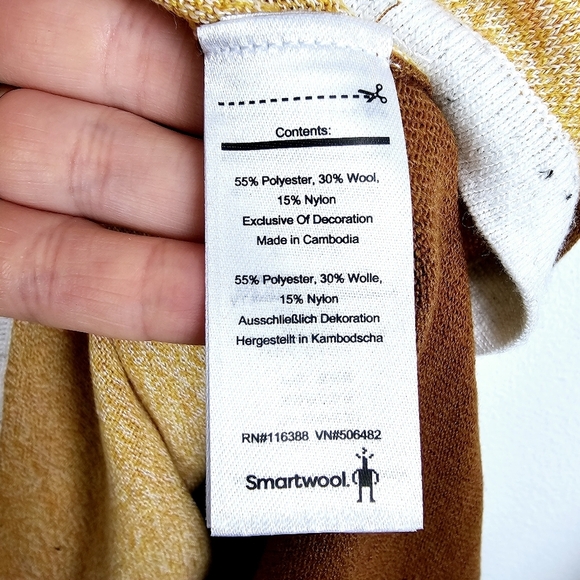 Contents:
55% Polyester, 30% Wool,
15% Nylon
Exclusive Of Decoration
Made in Cambodia
55% Polyester, 30% Wolle,
15% Nylon
Ausschließlich Dekoration
Hergestellt in Kambodscha
RN#116388 VN#506482
Smartwool.